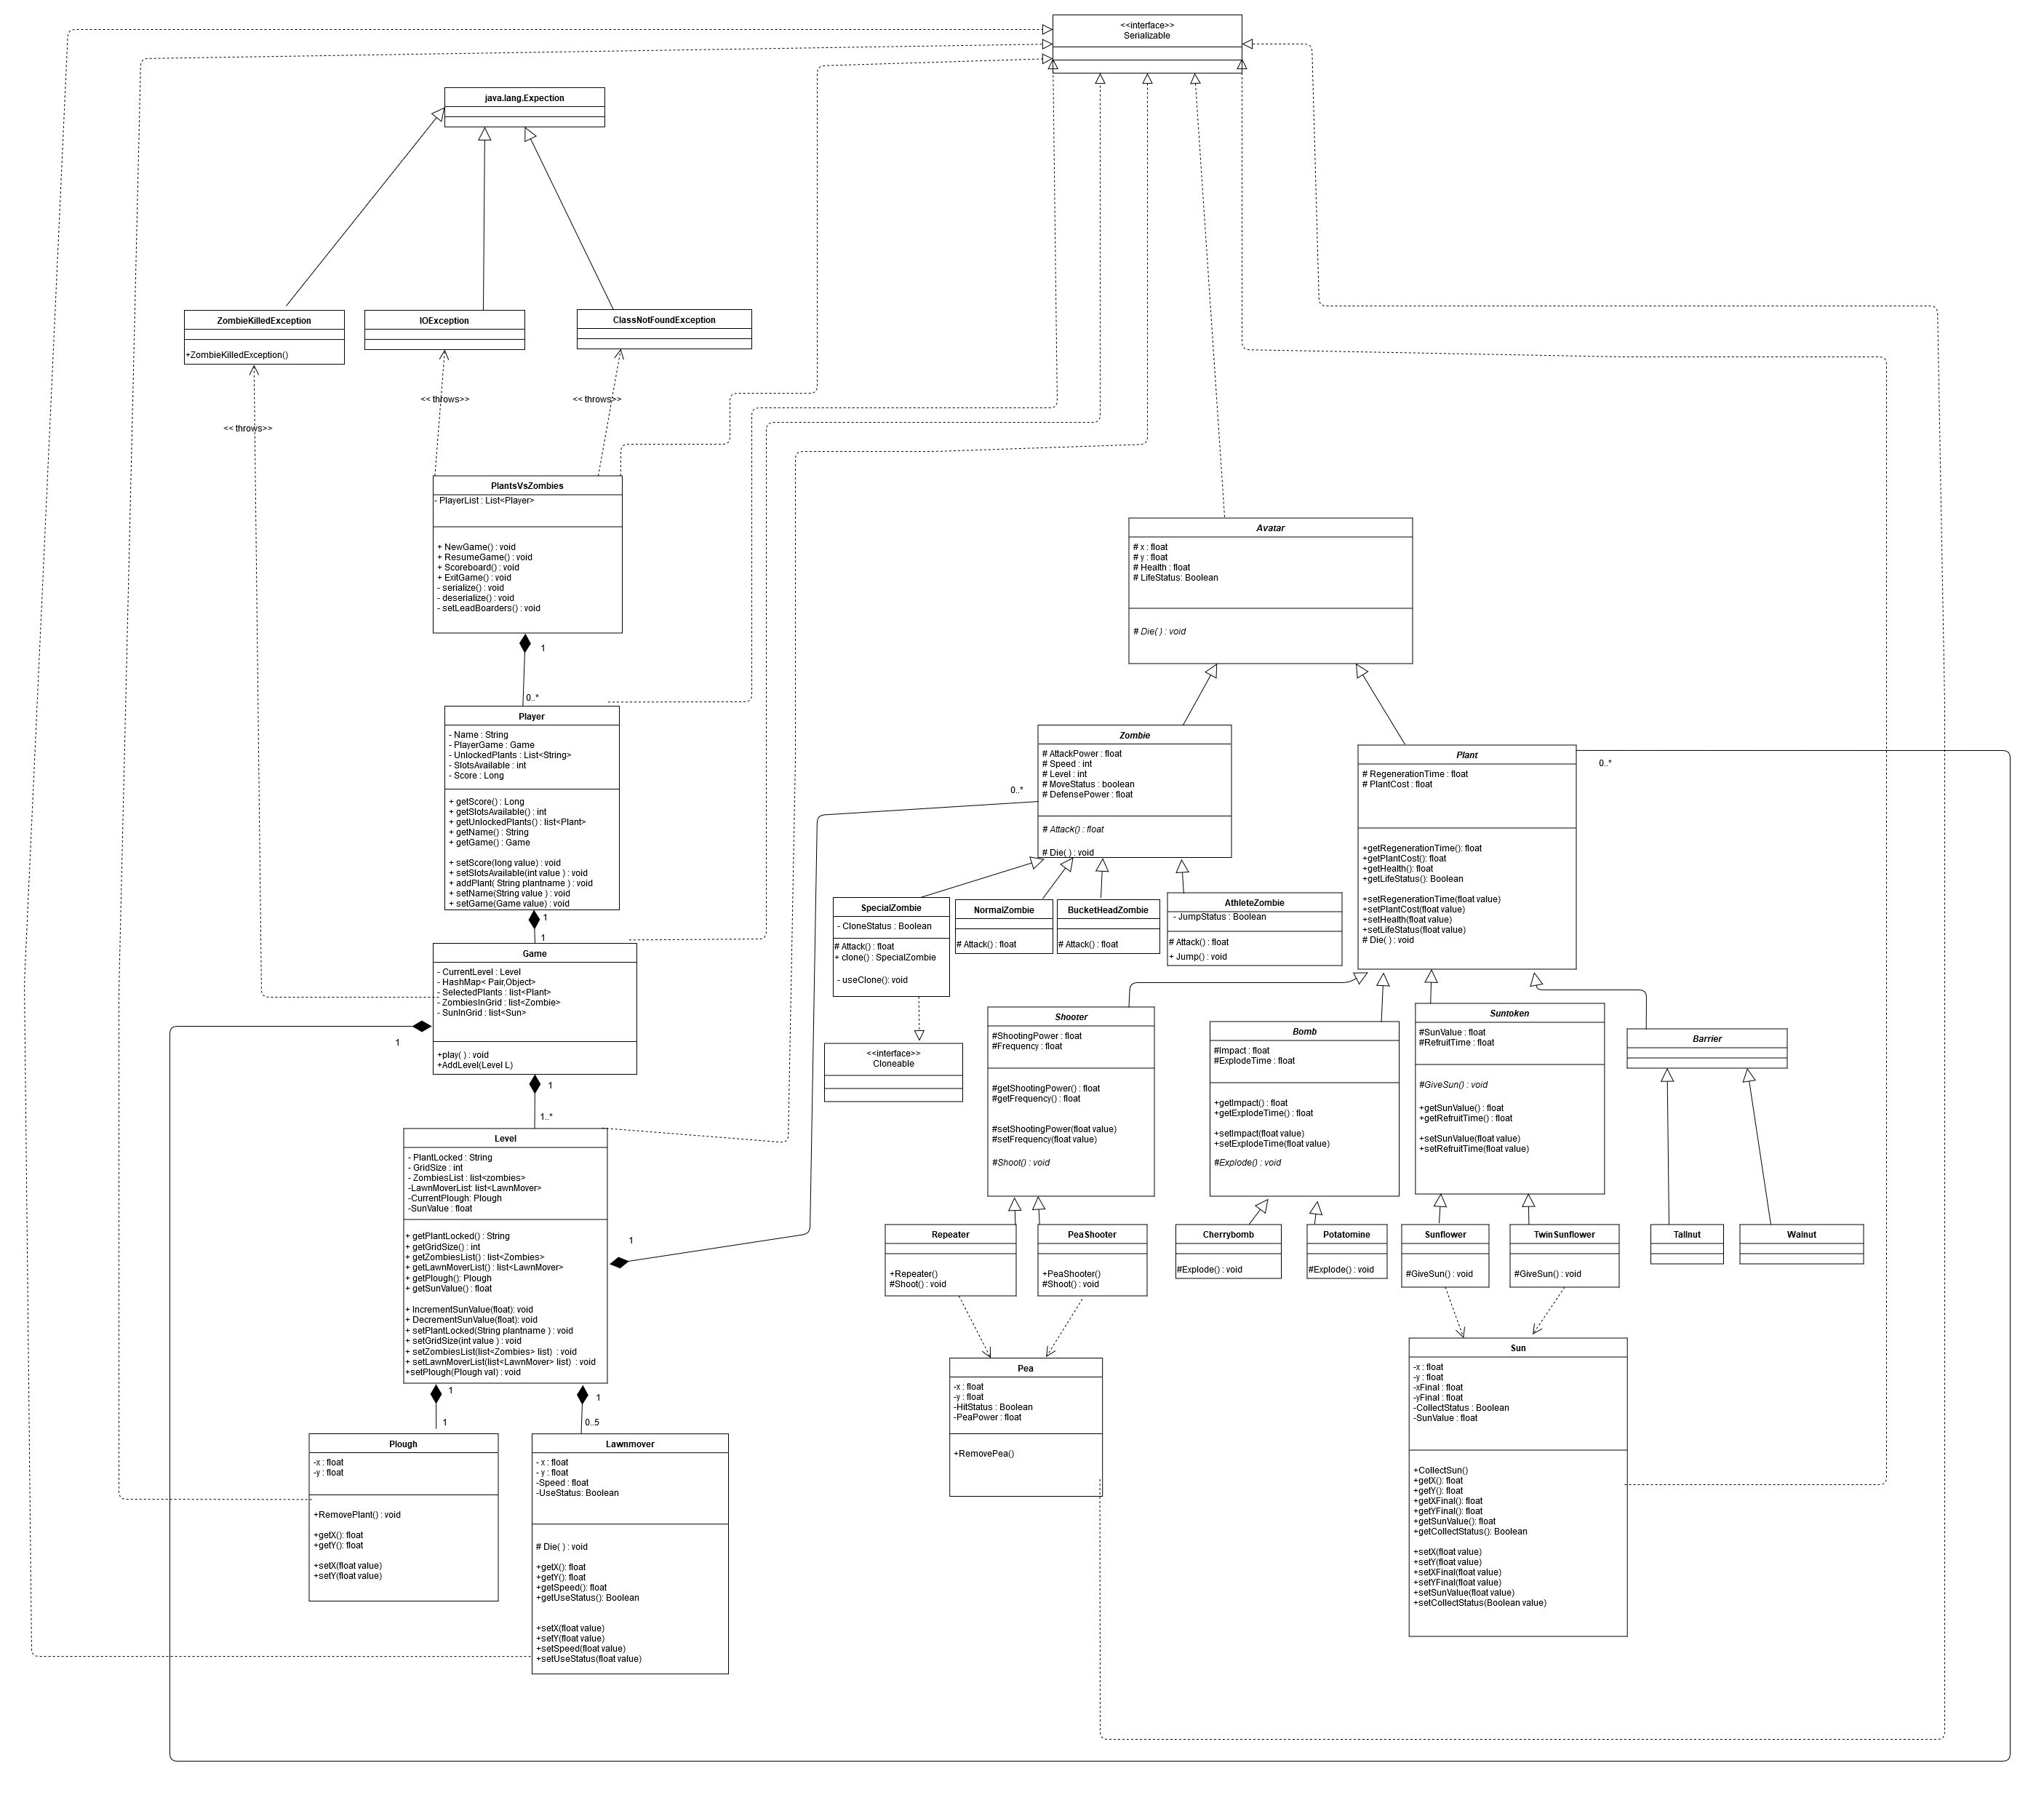 <<interface>>
Serializable
java.lang.Expection
ZombieKilledException
+ZombieKilledException()
IOException
ClassNotFoundException
<< throws>>
<< throws>>
<< throws>>
PlantsVsZombies
- PlayerList : List<Player>
+ NewGame() : void
+ ResumeGame() : void
+ Scoreboard() : void
+ ExitGame() : void
- serialize() : void
- deserialize() : void
- setLeadBoarders() : void
1
0..*
Player
- Name : String
- PlayerGame : Game
- UnlockedPlants : List<String>
- SlotsAvailable : int
- Score : Long
+ getScore() : Long
+ getSlotsAvailable() : int
+ getUnlockedPlants() : list<Plant>
+ getName() : String
+ getGame() : Game
+ setScore(long value) : void
+ setSlotsAvailable(int value ) : void
+ addPlant( String plantname ) : void
+ setName(String value ) : void
+ setGame(Game value) : void
1
1
Game
- CurrentLevel : Level
- HashMap< Pair,Object>
- SelectedPlants : list<Plant>
- ZombiesInGrid : list<Zombie>
- SunInGrid : list<Sun>
+play( ) : void
+AddLevel(Level L)
1
1
1..*
Level
- PlantLocked : String
- GridSize : int
- ZombiesList : list<zombies>
-LawnMoverList: list<LawnMover>
-CurrentPlough: Plough
-SunValue : float
+ getPlantLocked() : String
+ getGridSize() : int
+ getZombiesList() : list<Zombies>
+ getLawnMoverList() : list<LawnMover>
+ getPlough(): Plough
+ getSunValue() : float
+ IncrementSunValue(float): void
+ DecrementSunValue(float): void
+ setPlantLocked(String plantname ) : void
+ setGridSize(int value ) : void
+ setZombiesList(list<Zombies> list)  : void
+ setLawnMoverList(list<LawnMover> list)  : void
+setPlough(Plough val) : void
1
1
1
1
0..5
Plough
-x : float
-y : float
+RemovePlant() : void
+getX(): float
+getY(): float
+setX(float value)
+setY(float value)
Lawnmover
- x : float
- y : float
-Speed : float
-UseStatus: Boolean
# Die( ) : void
+getX(): float
+getY(): float
+getSpeed(): float
+getUseStatus(): Boolean
+setX(float value)
+setY(float value)
+setSpeed(float value)
+setUseStatus(float value)
Avatar
# x : float
# y : float
# Health : float
# LifeStatus: Boolean
# Die( ) : void
0..*
Zombie
# AttackPower : float
# Speed : int
# Level : int
# MoveStatus : boolean
# DefensePower : float
# Attack() : float
# Die( ) : void
0..*
Plant
# RegenerationTime : float
# PlantCost : float
+getRegenerationTime(): float
+getPlantCost(): float
+getHealth(): float
+getLifeStatus(): Boolean
+setRegenerationTime(float value)
+setPlantCost(float value)
+setHealth(float value)
+setLifeStatus(float value)
# Die( ) : void
SpecialZombie
- CloneStatus : Boolean
# Attack() : float
+ clone() : SpecialZombie
- useClone(): void
NormalZombie
# Attack() : float
BucketHeadZombie
# Attack() : float
AthleteZombie
- JumpStatus : Boolean
# Attack() : float
+ Jump() : void
<<interface>>
Cloneable
Shooter
#ShootingPower : float
#Frequency : float
#getShootingPower() : float
#getFrequency() : float
#setShootingPower(float value)
#setFrequency(float value)
#Shoot() : void
Bomb
#Impact : float
#ExplodeTime : float
+getImpact() : float
+getExplodeTime() : float
+setImpact(float value)
+setExplodeTime(float value)
#Explode() : void
Suntoken
#SunValue : float
#RefruitTime : float
#GiveSun() : void
+getSunValue() : float
+getRefruitTime() : float
+setSunValue(float value)
+setRefruitTime(float value)
Barrier
Repeater
+Repeater()
#Shoot() : void
PeaShooter
+PeaShooter()
#Shoot() : void
Cherrybomb
#Explode() : void
Potatomine
#Explode() : void
Sunflower
#GiveSun() : void
TwinSunflower
#GiveSun() : void
Tallnut
Walnut
Pea
-x : float
-y : float
-HitStatus : Boolean
-PeaPower : float
+RemovePea()
Sun
-x : float
-y : float
-xFinal : float
-yFinal : float
-CollectStatus : Boolean
-SunValue : float
+CollectSun()
+getX(): float
+getY(): float
+getXFinal(): float
+getYFinal(): float
+getSunValue(): float
+getCollectStatus(): Boolean
+setX(float value)
+setY(float value)
+setXFinal(float value)
+setYFinal(float value)
+setSunValue(float value)
+setCollectStatus(Boolean value)